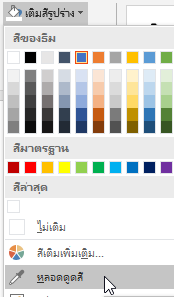 เติมสีรูปร่าง
สีของธีม
สีมาตรฐาน
สีล่าสุด
ไม่เติม
สีเติมเพิ่มเติม...
หลอดดูดสี